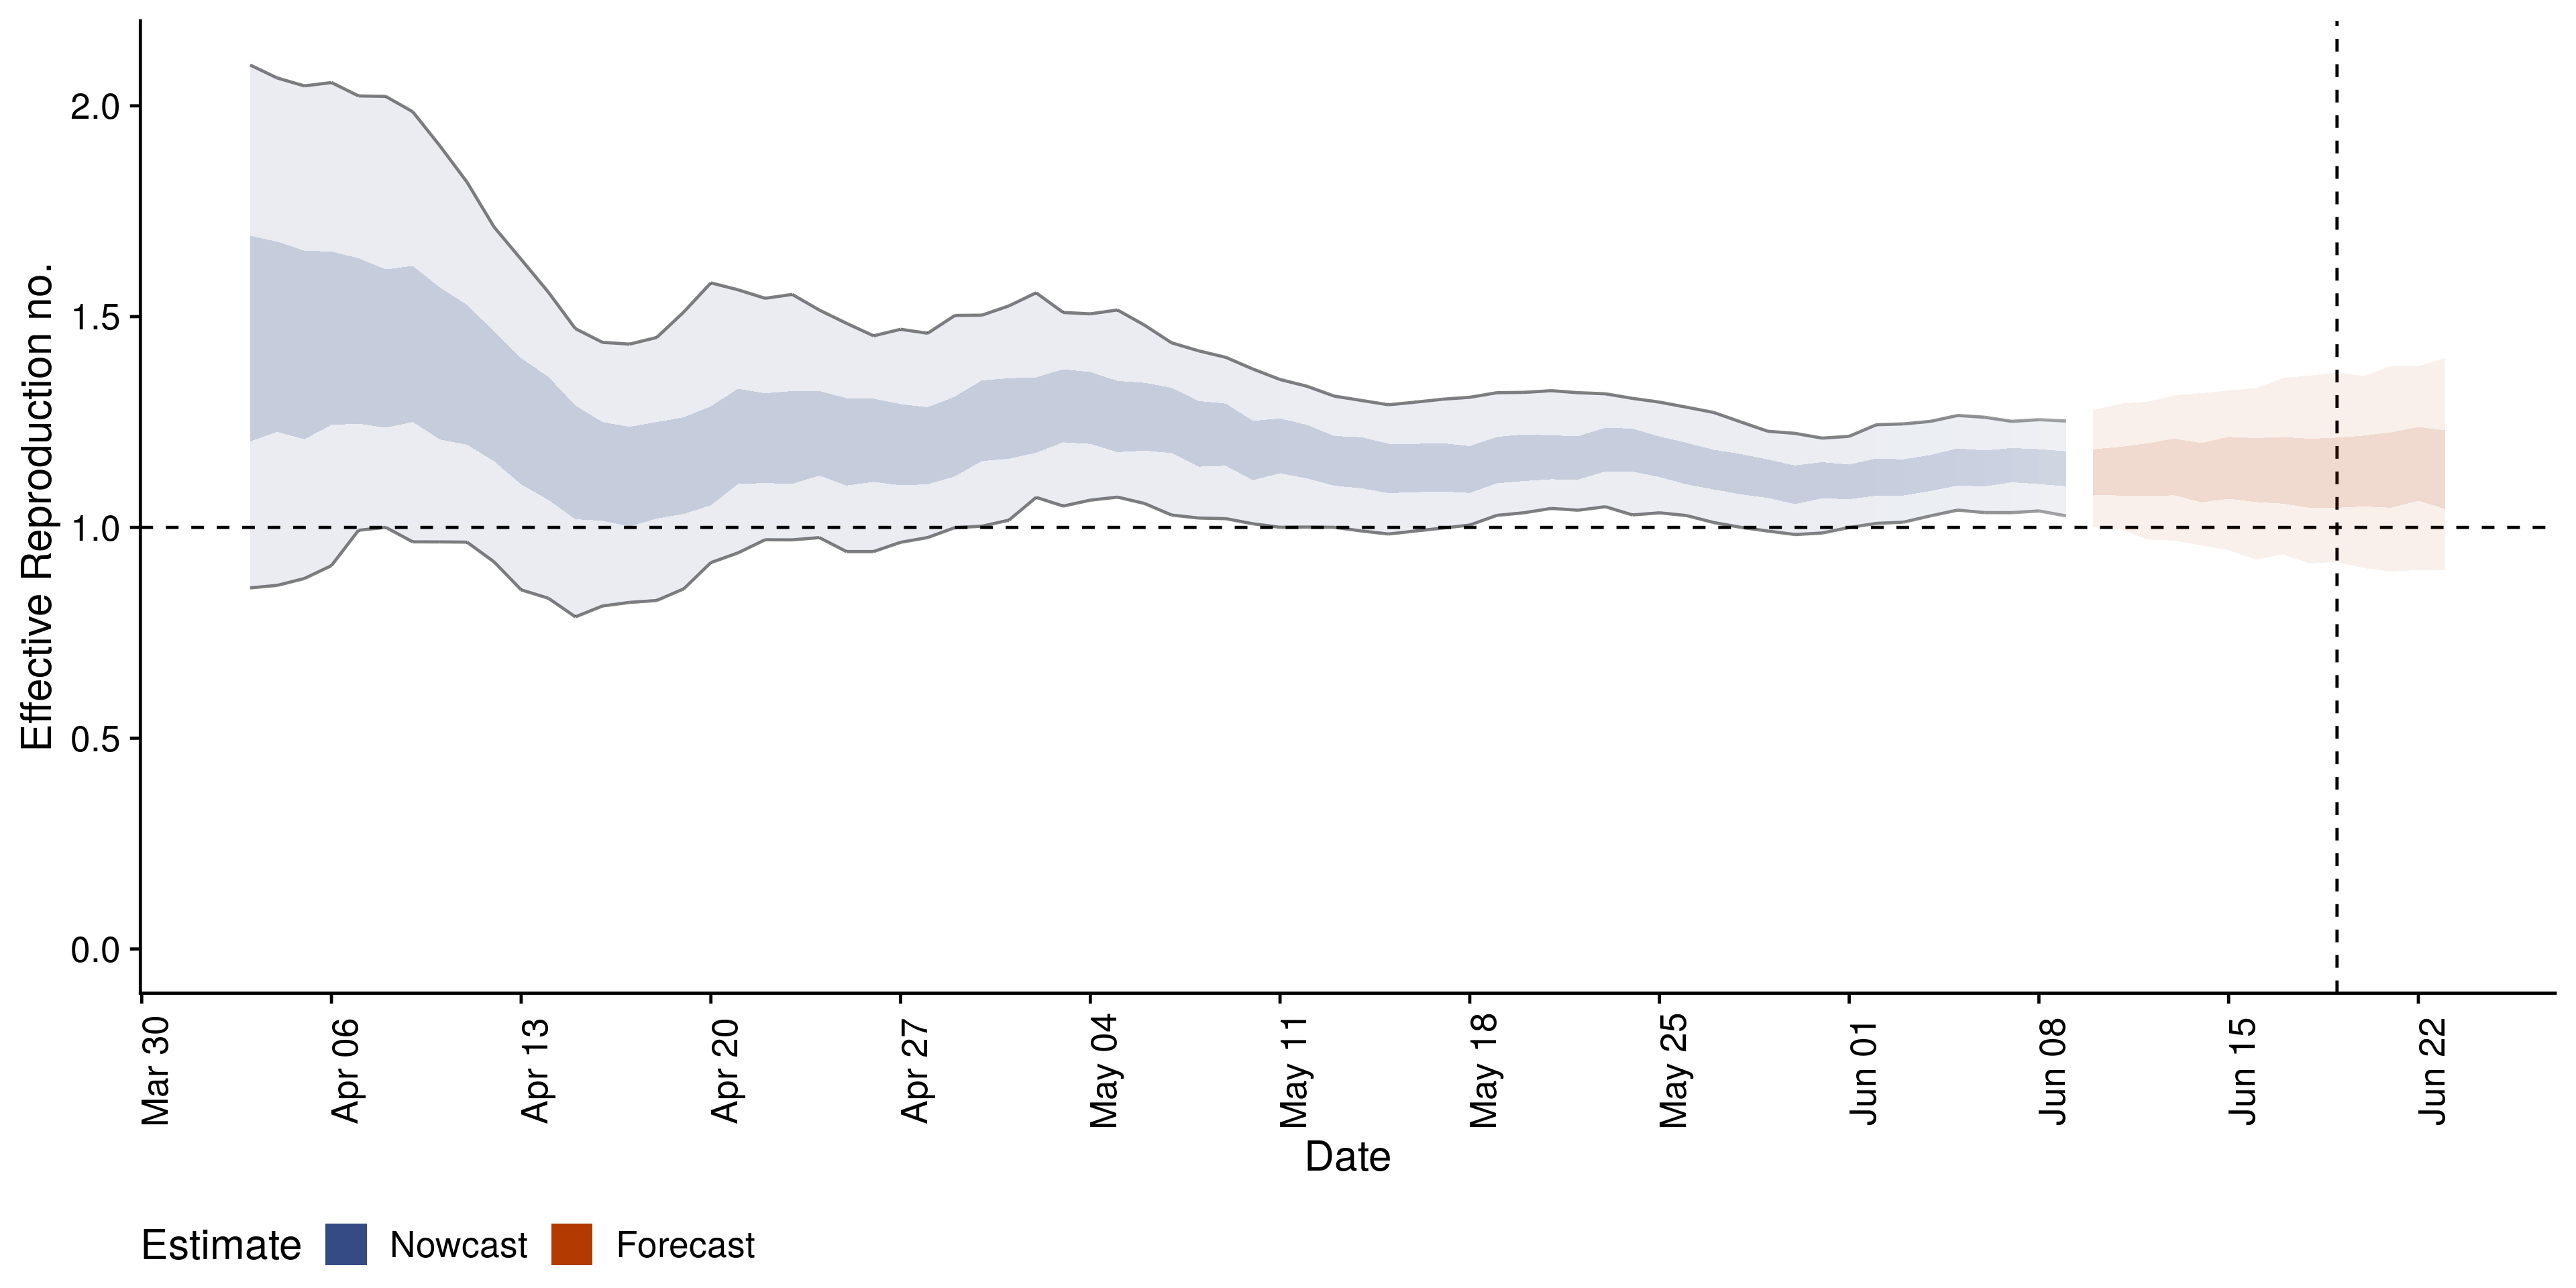 Effective Reproduction no.
2.0
1.5
1.0
0.5
0.0
Mar 30
Apr 06
Apr 13
Apr 20
Apr 27
May 04
May 11
May 18
May 25
Jun 01
Jun 08
Jun 15
Jun 22
Date
Estimate Nowcast Forecast